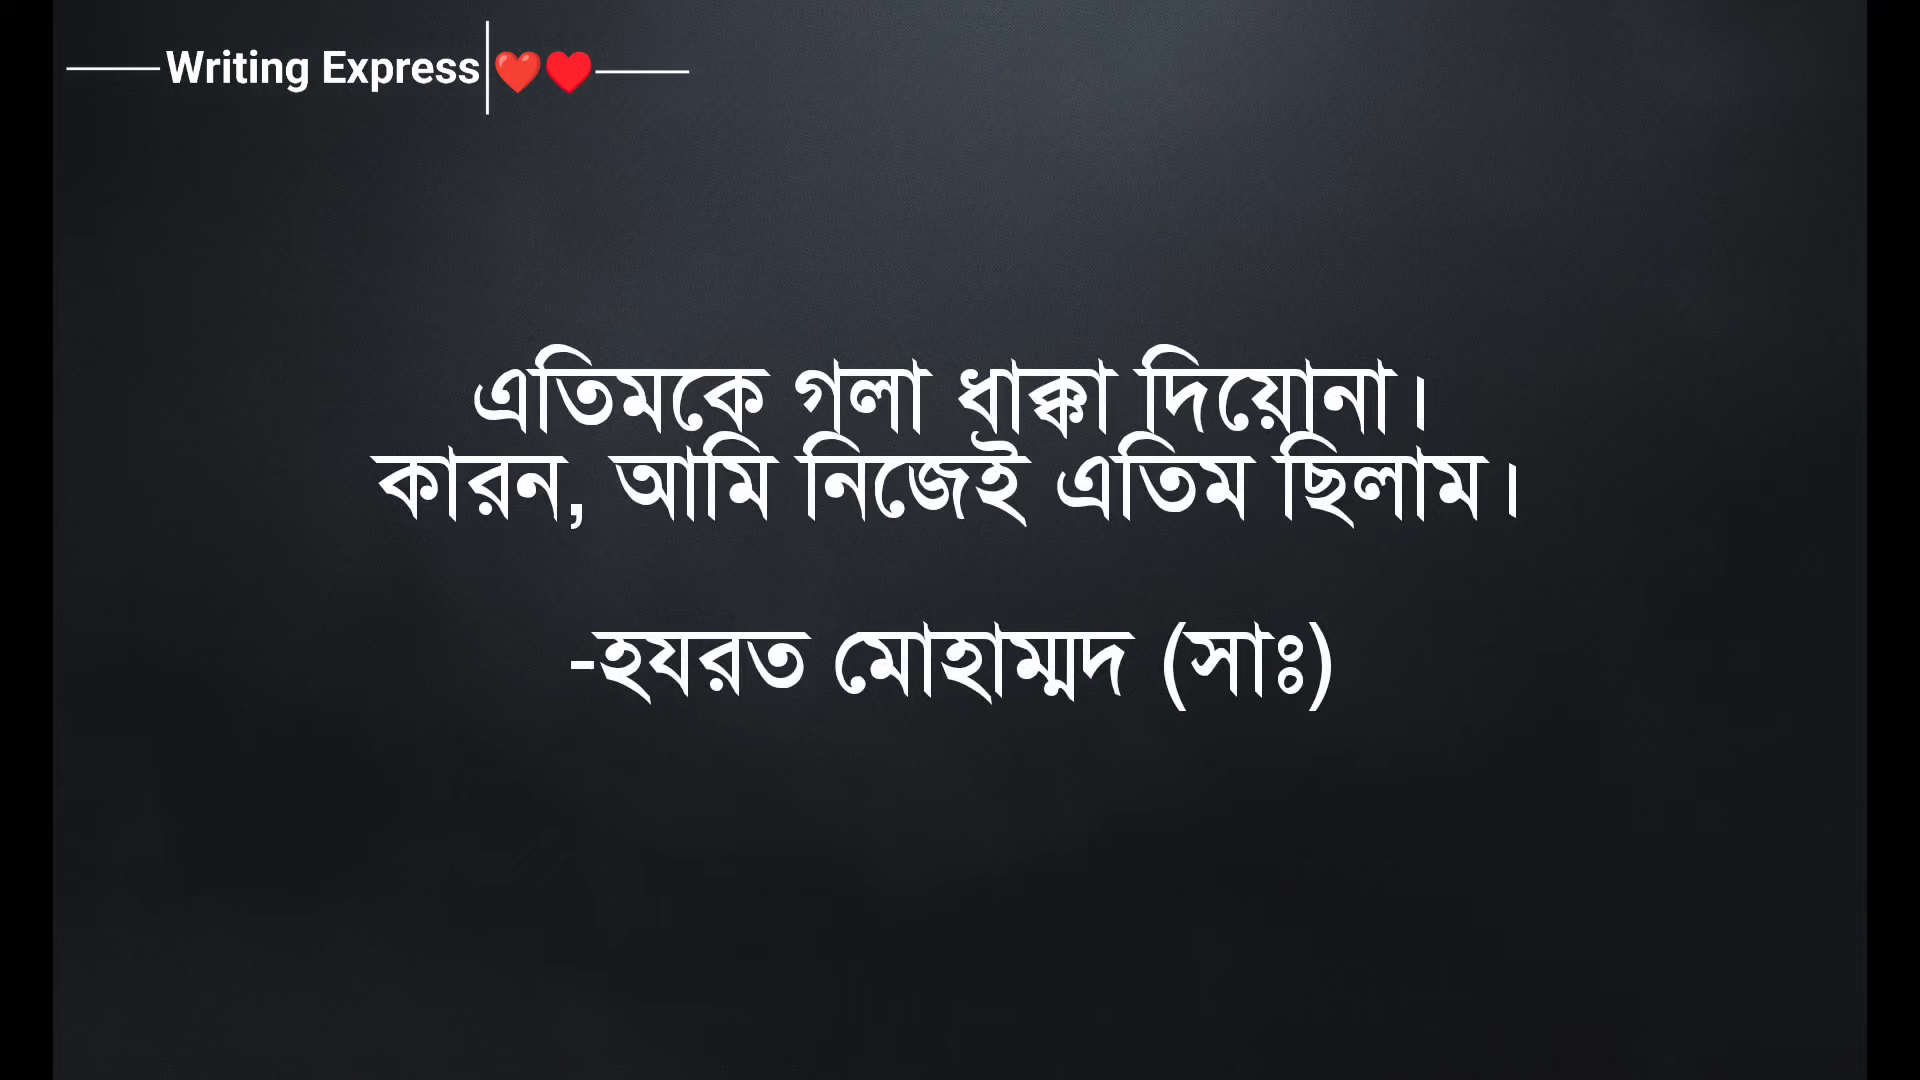 Writing Express ❤️♥️
এতিমকে গলা ধাক্কা দিয়োনা।
কারন, আমি নিজেই এতিম ছিলাম।
-হযরত মোহাম্মদ (সাঃ)